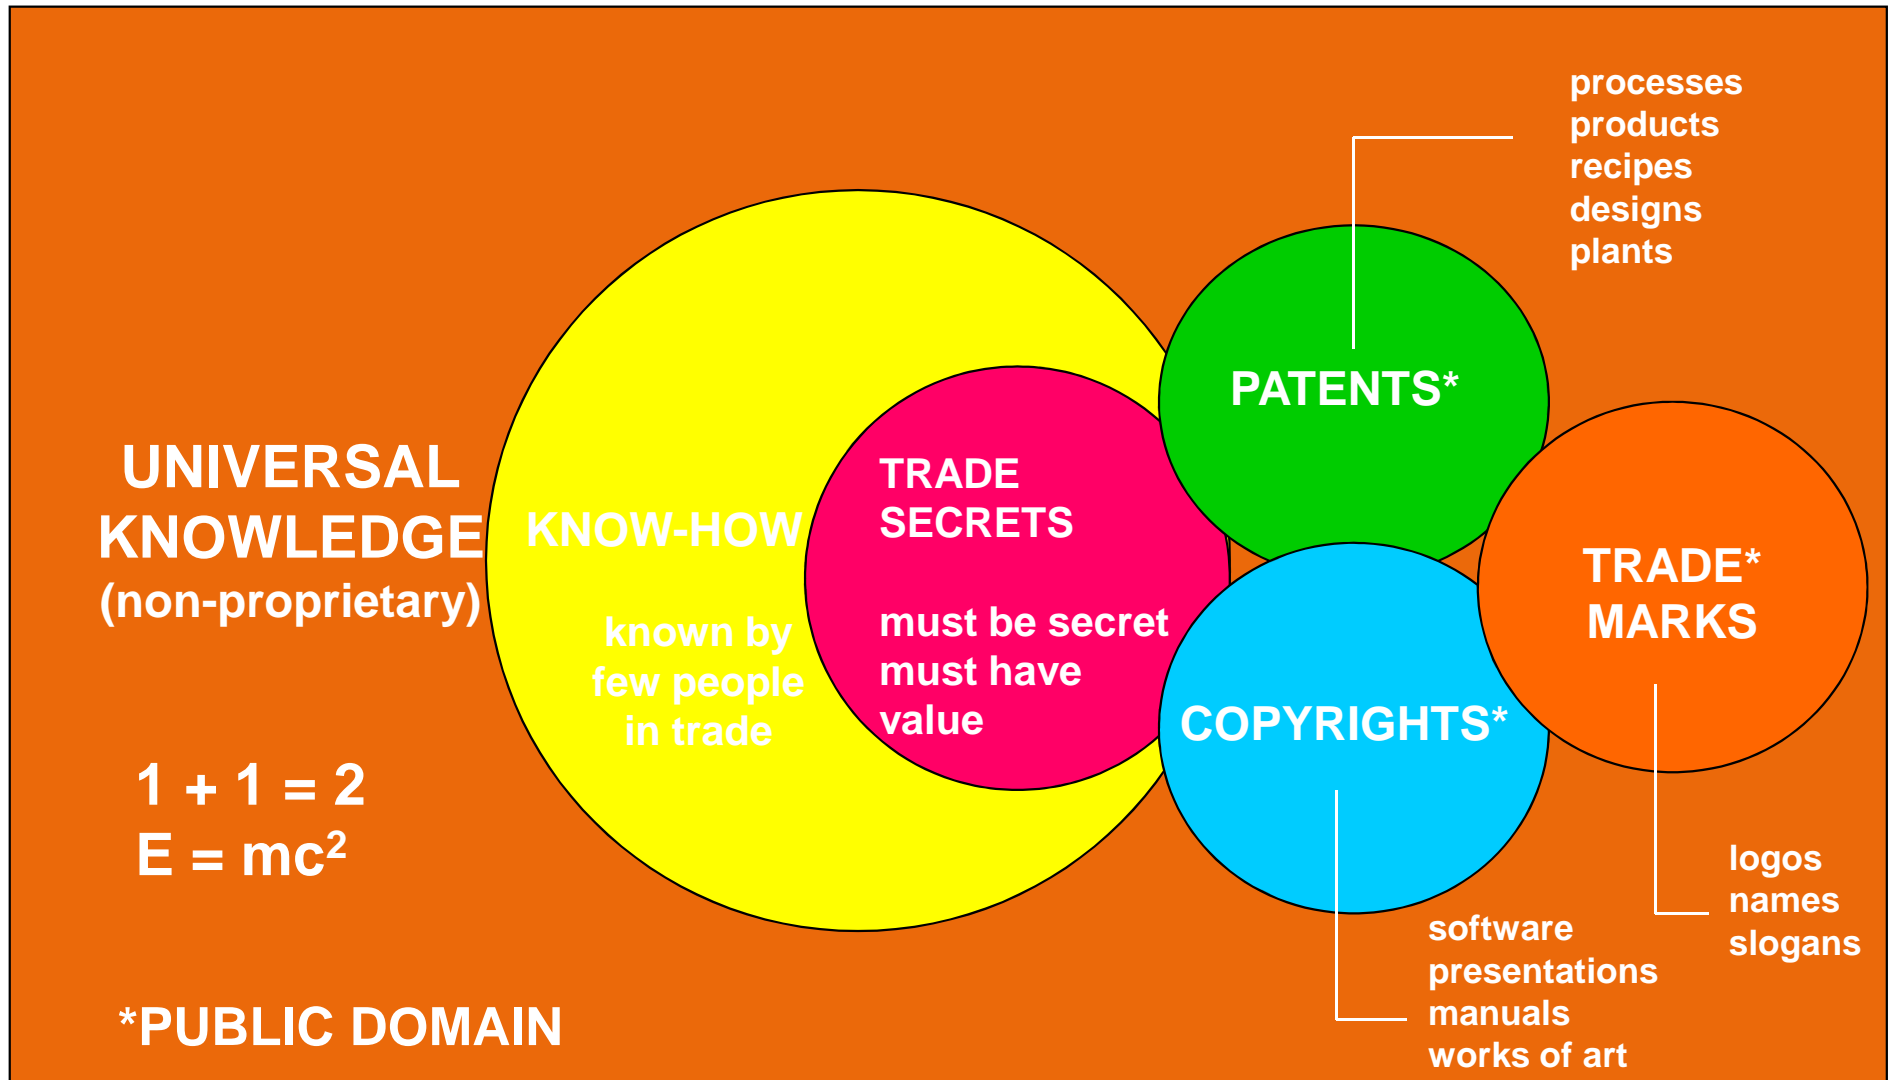 UNIVERSAL
KNOWLEDGE
(non-proprietary)
1 + 1 = 2
E = mc²
*PUBLIC DOMAIN
KNOW-HOW
known by
few people
in trade
TRADE
SECRETS
must be secret
must have
value
processes
products
recipes
designs
plants
PATENTS*
TRADE*
MARKS
COPYRIGHTS*
logos
names
slogans
software
presentations
manuals
works of art